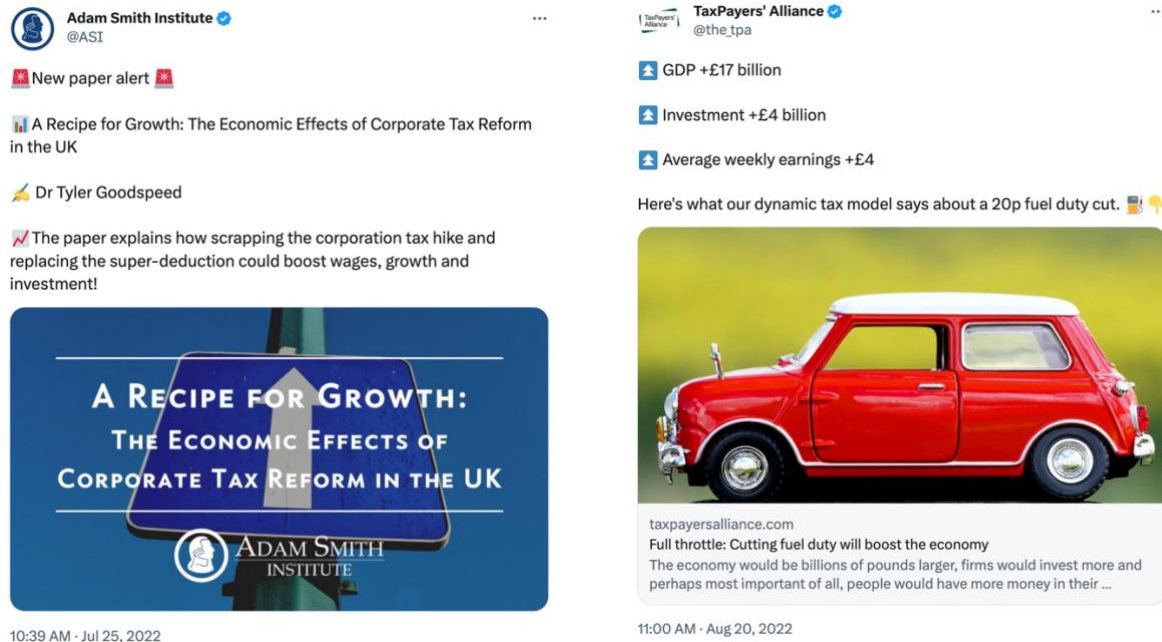 Adam Smith Institute
@ASI
🚨New paper alert 🚨
📊A Recipe for Growth: The Economic Effects of Corporate Tax Reform
in the UK
✍️ Dr Tyler Goodspeed
📈The paper explains how scrapping the corporation tax hike and
replacing the super-deduction could boost wages, growth and
investment!
A RECIPE FOR GROWTH:
THE ECONOMIC EFFECTS OF
CORPORATE TAX REFORM IN THE UK
ADAM SMITH
INSTITUTE
10:39 AM · Jul 25, 2022
TaxPayers'
Alliance
TaxPayers' Alliance
@the_tpa
⏫ GDP +£17 billion
⏫ Investment +£4 billion
⏫ Average weekly earnings +£4
Here's what our dynamic tax model says about a 20p fuel duty cut. ⛽👇
taxpayersalliance.com
Full throttle: Cutting fuel duty will boost the economy
The economy would be billions of pounds larger, firms would invest more and
perhaps most important of all, people would have more money in their ...
11:00 AM · Aug 20, 2022